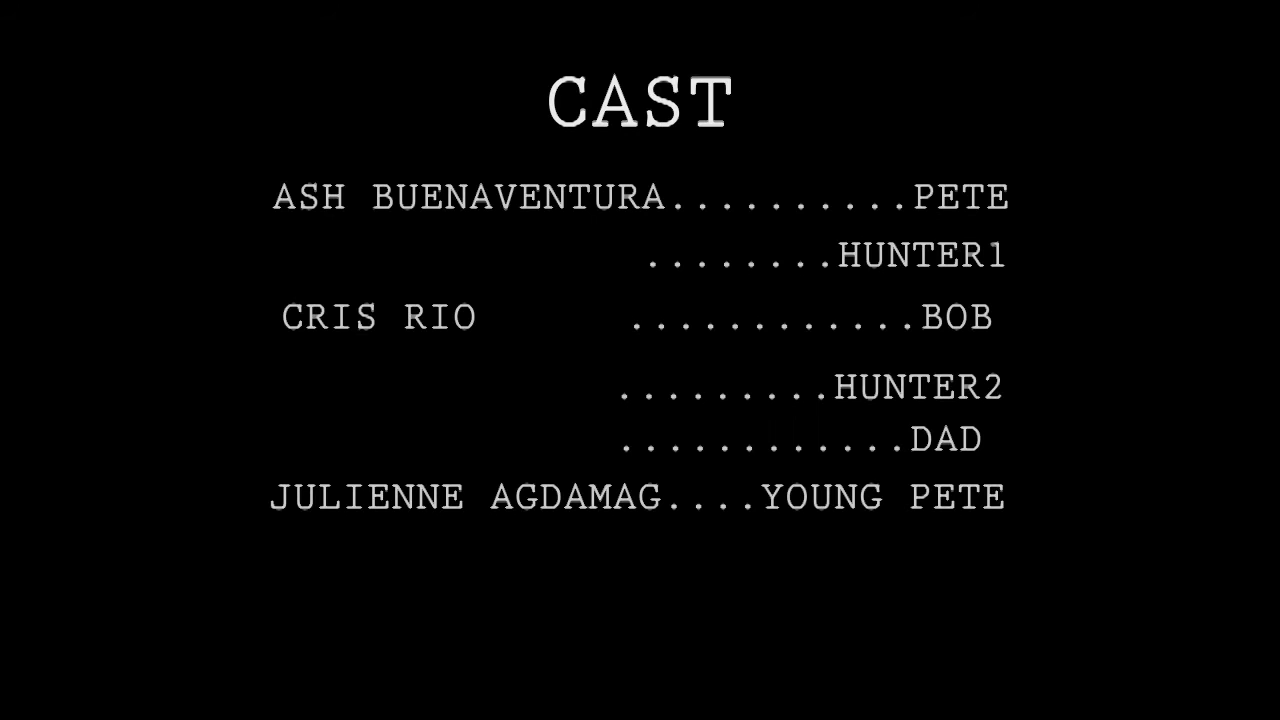 CAST
ASH BUENAVENTURA..........PETE
........HUNTER1
CRIS RIO ............BOB
.........HUNTER2
............DAD
JULIENNE AGDAMAG....YOUNG PETE